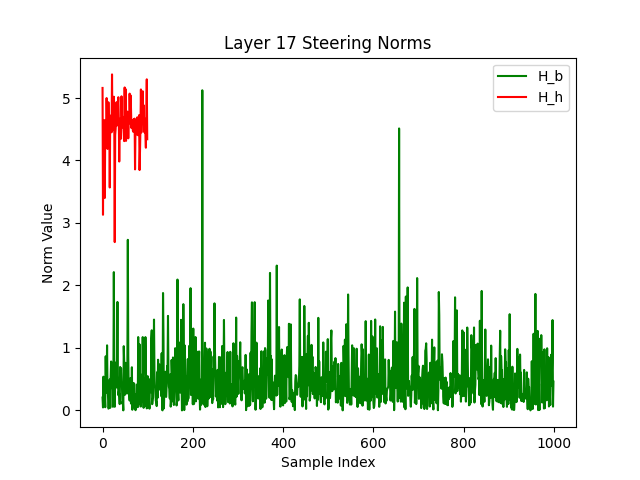 Layer 17 Steering Norms
H_b
H_h
Norm Value
5
4
3
2
1
0
0 200 400 600 800 1000
Sample Index